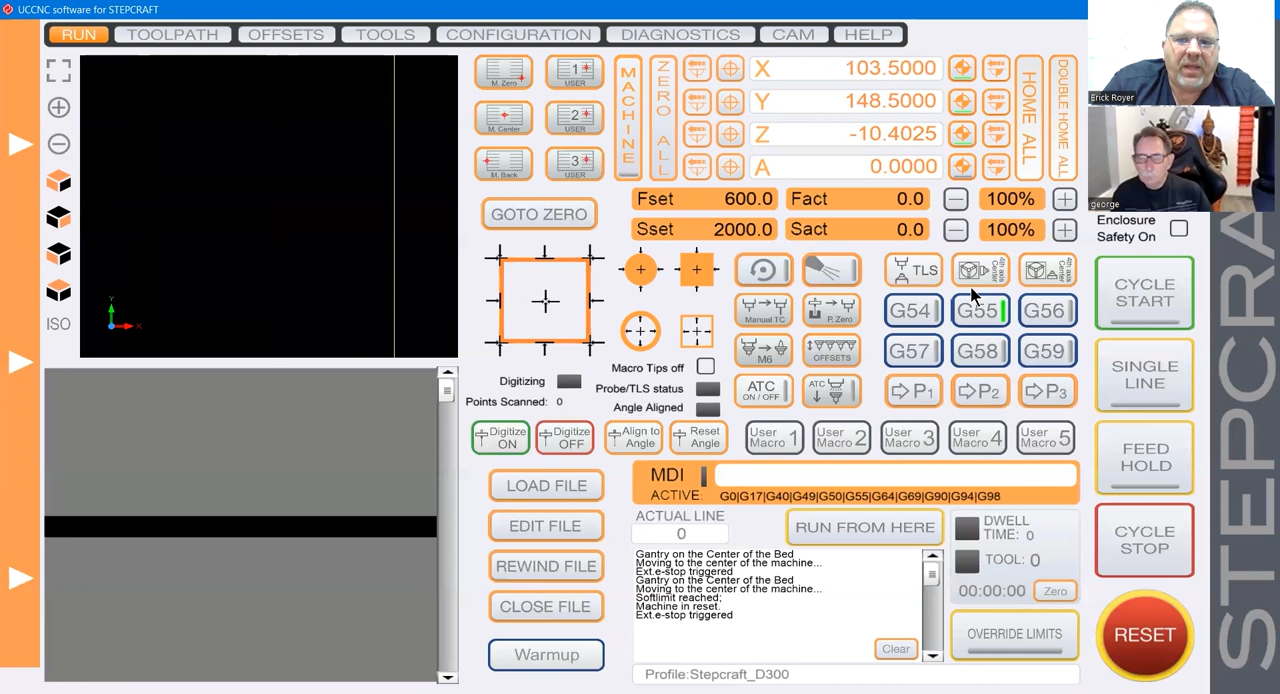 UCCNC software for STEPCRAFT
RUN
TOOLPATH
OFFSETS
TOOLS
CONFIGURATION
DIAGNOSTICS
CAM
HELP
M. Zero
1
USER
M. Center
2
USER
M. Back
3
USER
MACHINE
ZERO ALL
X 103.5000
Y 148.5000
Z -10.4025
A 0.0000
HOME ALL
DOUBLE HOME ALL
Erick Royer
george
GOTO ZERO
Fset 600.0
Fact 0.0
100%
Sset 2000.0
Sact 0.0
100%
Enclosure
Safety On
ISO
Y
X
TLS
4th axis
Center
4th axis
Center
Manual TC
P. Zero
G54
G55
G56
M6
OFFSETS
G57
G58
G59
Macro Tips off
Digitizing
Probe/TLS status
Points Scanned: 0
Angle Aligned
ATC
ON / OFF
ATC
P1
P2
P3
CYCLE
START
SINGLE
LINE
FEED
HOLD
CYCLE
STOP
RESET
Digitize
ON
Digitize
OFF
Align to
Angle
Reset
Angle
User
Macro 1
User
Macro 2
User
Macro 3
User
Macro 4
User
Macro 5
LOAD FILE
EDIT FILE
REWIND FILE
CLOSE FILE
Warmup
MDI
ACTIVE: G0|G17|G40|G49|G50|G55|G64|G69|G90|G94|G98
ACTUAL LINE
0
RUN FROM HERE
DWELL
TIME: 0
TOOL: 0
00:00:00
Zero
Gantry on the Center of the Bed
Moving to the center of the machine...
Ext.e-stop triggered
Gantry on the Center of the Bed
Moving to the center of the machine...
Softlimit reached;
Machine in reset.
Ext.e-stop triggered
Clear
OVERRIDE LIMITS
Profile:Stepcraft_D300
STEPCRA